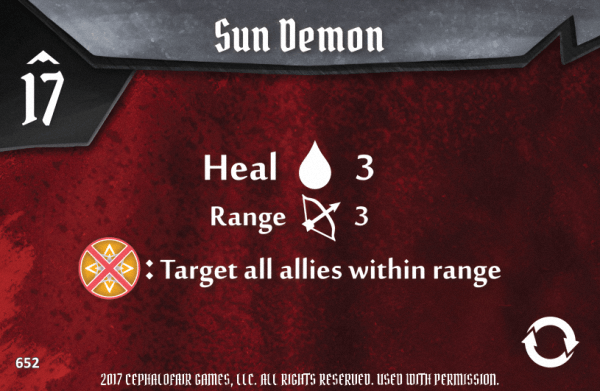 Sun Demon
17
Heal 3
Range 3
: Target all allies within range
652
2017 CEPHALOFAIR GAMES, LLC. ALL RIGHTS RESERVED. USED WITH PERMISSION.